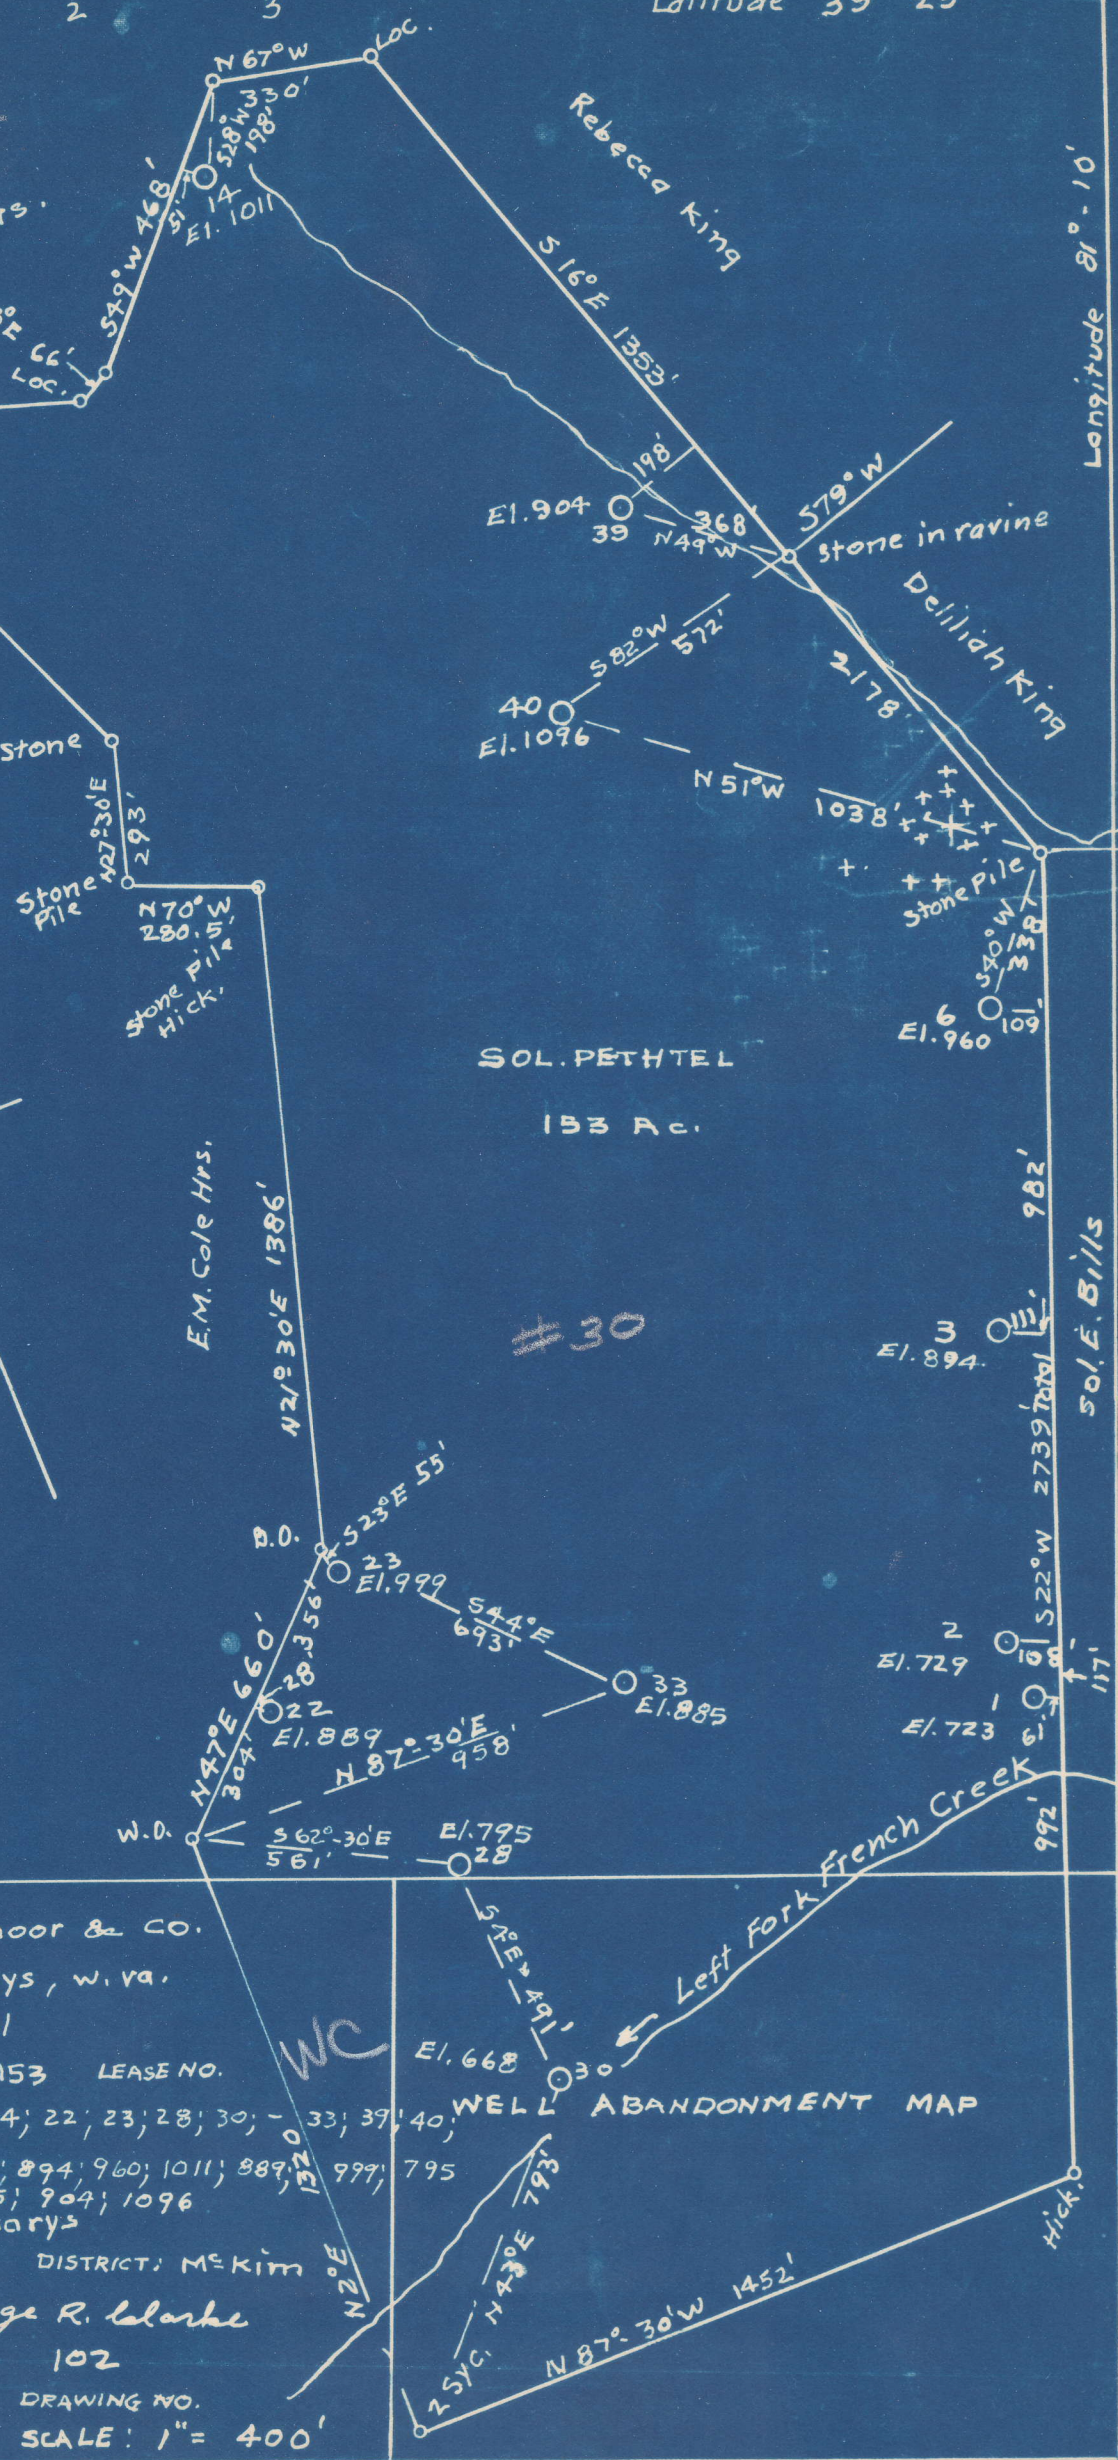 2 3
Latitude 39° 25'
LOC.
N 67° W
330'
S 28° W
198'
14
El. 1011
51'
S 49° W 468'
66'
LOC.
Rebecca King
S 16° E 1353'
Longitude 81° - 10'
198'
El. 904
39
368
N 49° W
S 79° W
Stone in ravine
Deliliah King
S 82° W
572'
40
El. 1096
2178'
N 51° W
1038'
Stone Pile
stone
N 27° 30' E
293'
Stone
Pile
N 70° W
280.5'
Stone Pile
Hick.
S 40° W
338'
6
El. 960
109'
SOL. PETHTEL
153 Ac.
982'
E.M. Cole Hrs.
N 21° 30' E 1386'
#30
3
111'
El. 894
Sol. E. Bills
S 22° W 2739' Total
B.O.
S 23° E 55'
23
El. 999
S 44° E
693'
33
El. 885
2
El. 729
108'
117'
1
El. 723
61'
N 47° E 660'
356'
28.3
22
El. 889
304'
N 87° - 30' E
958'
W.O.
S 62° - 30' E
561'
El. 795
28
Left Fork French Creek
992'
noor & CO.
ys, W. Va.
1
153 LEASE NO.
4; 22; 23; 28; 30; - 33; 39; 40;
; 894; 960; 1011; 889; 999; 795
5; 904; 1096
arys
WC
491'
El. 668
30
WELL ABANDONMENT MAP
1320
N 2° E
793'
N 43° E
2 Syc.
N 87° - 30' W 1452'
Hick.
DISTRICT: McKim
ge R. Clarke
102
DRAWING NO.
SCALE: 1" = 400'